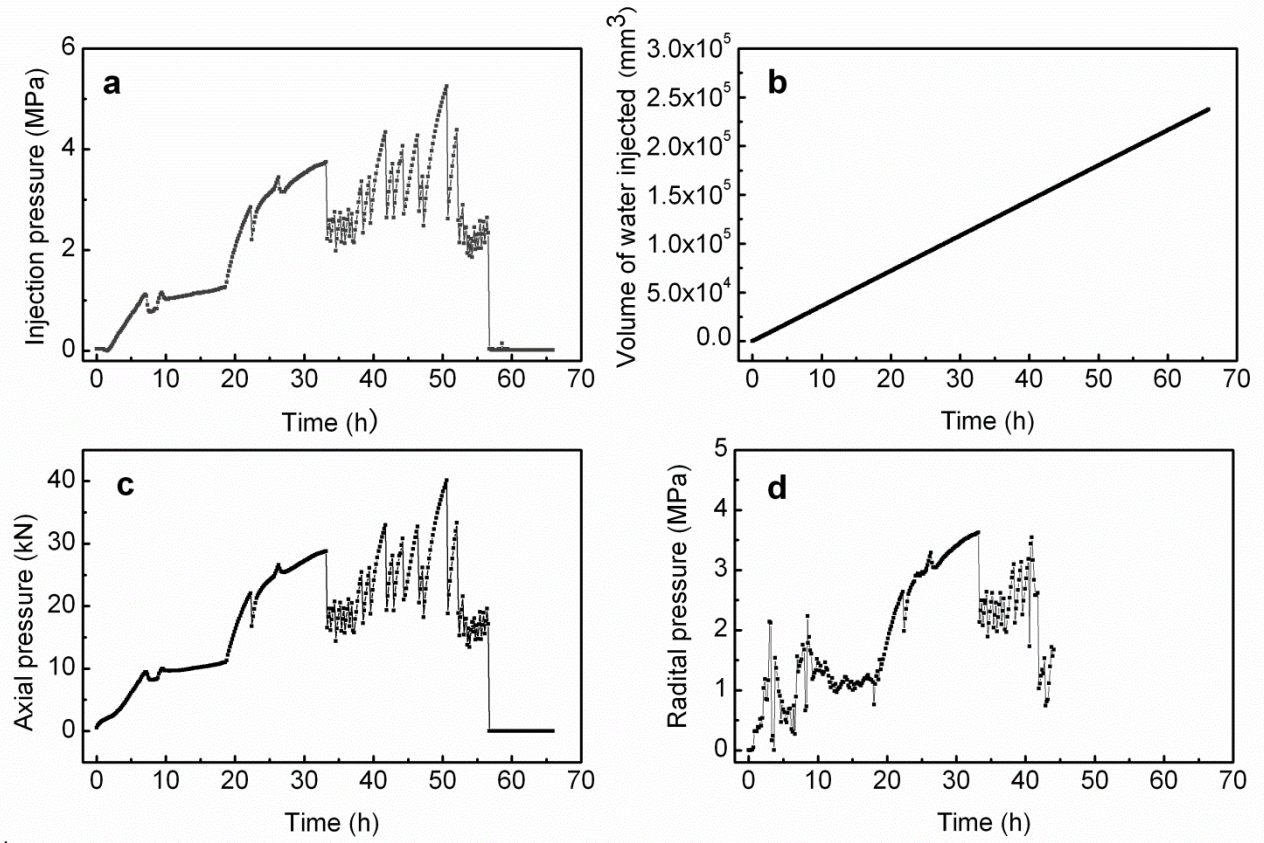 a
Injection pressure (MPa)
6
4
2
0
0 10 20 30 40 50 60 70
Time (h)
b
Volume of water injected (mm³)
3.0x10⁵
2.5x10⁵
2.0x10⁵
1.5x10⁵
1.0x10⁵
5.0x10⁴
0.0
0 10 20 30 40 50 60 70
Time (h)
c
Axial pressure (kN)
40
30
20
10
0
0 10 20 30 40 50 60 70
Time (h)
d
Radital pressure (MPa)
5
4
3
2
1
0
0 10 20 30 40 50 60 70
Time (h)